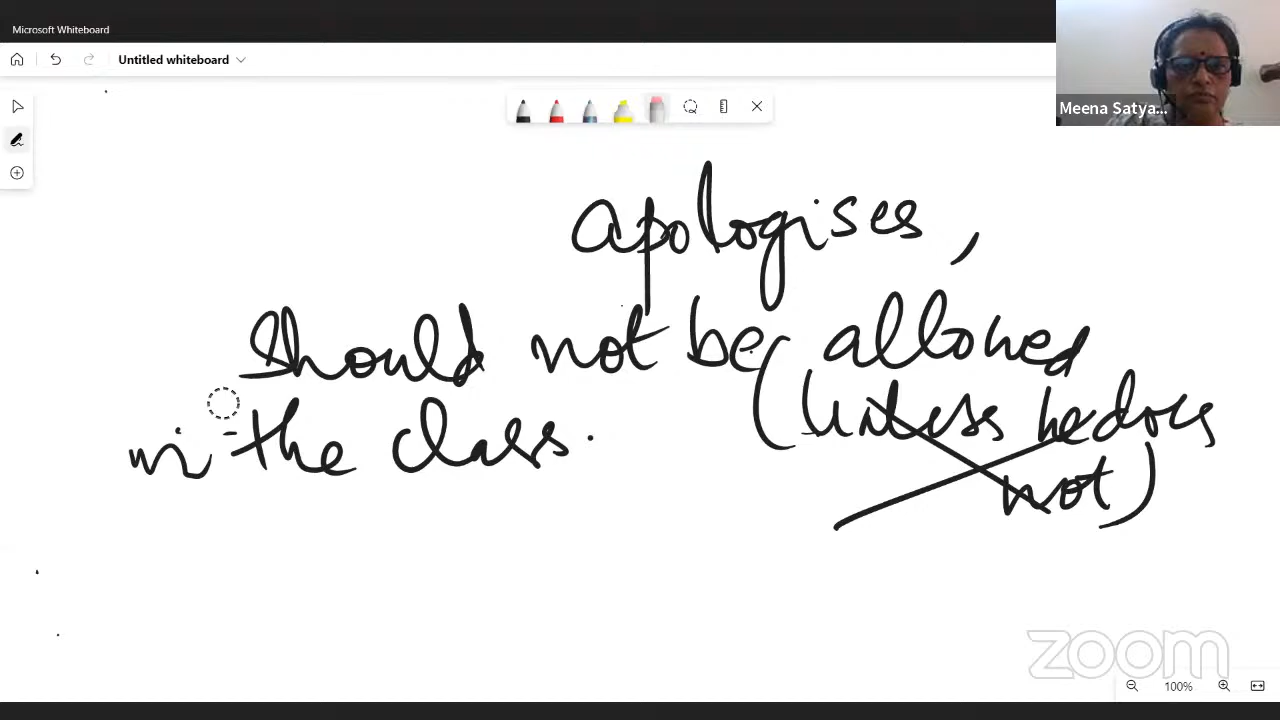 Microsoft Whiteboard
Untitled whiteboard
Meena Satya...
apologises,
Should not be allowed
in the class.
(Unless he does
not)
zoom
100%